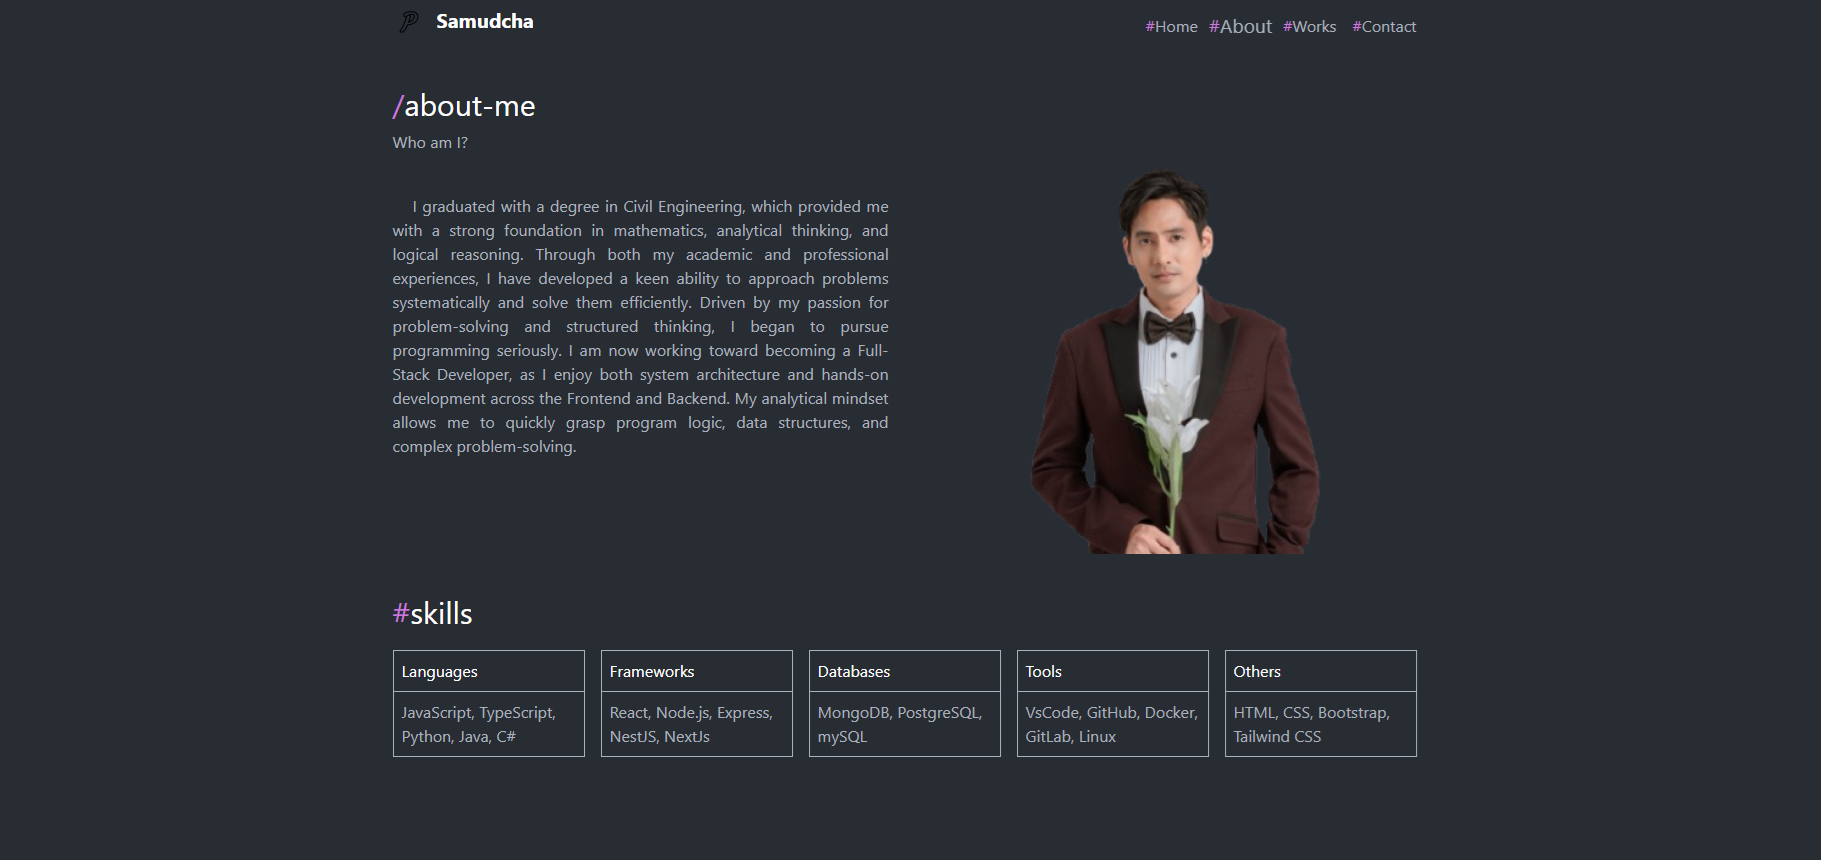 Samudcha
#Home #About #Works #Contact
/about-me
Who am I?
I graduated with a degree in Civil Engineering, which provided me
with a strong foundation in mathematics, analytical thinking, and
logical reasoning. Through both my academic and professional
experiences, I have developed a keen ability to approach problems
systematically and solve them efficiently. Driven by my passion for
problem-solving and structured thinking, I began to pursue
programming seriously. I am now working toward becoming a Full-
Stack Developer, as I enjoy both system architecture and hands-on
development across the Frontend and Backend. My analytical mindset
allows me to quickly grasp program logic, data structures, and
complex problem-solving.
#skills
Languages
JavaScript, TypeScript,
Python, Java, C#
Frameworks
React, Node.js, Express,
NestJS, NextJs
Databases
MongoDB, PostgreSQL,
mySQL
Tools
VsCode, GitHub, Docker,
GitLab, Linux
Others
HTML, CSS, Bootstrap,
Tailwind CSS